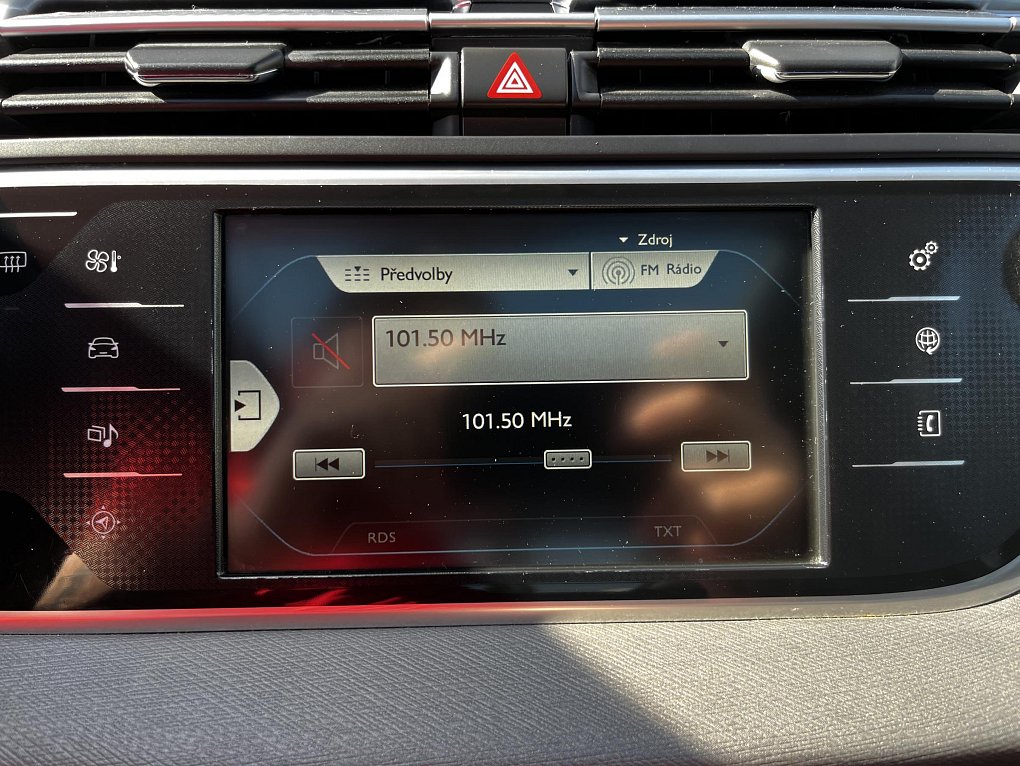 Zdroj
Předvolby
FM Rádio
101.50 MHz
101.50 MHz
RDS
TXT